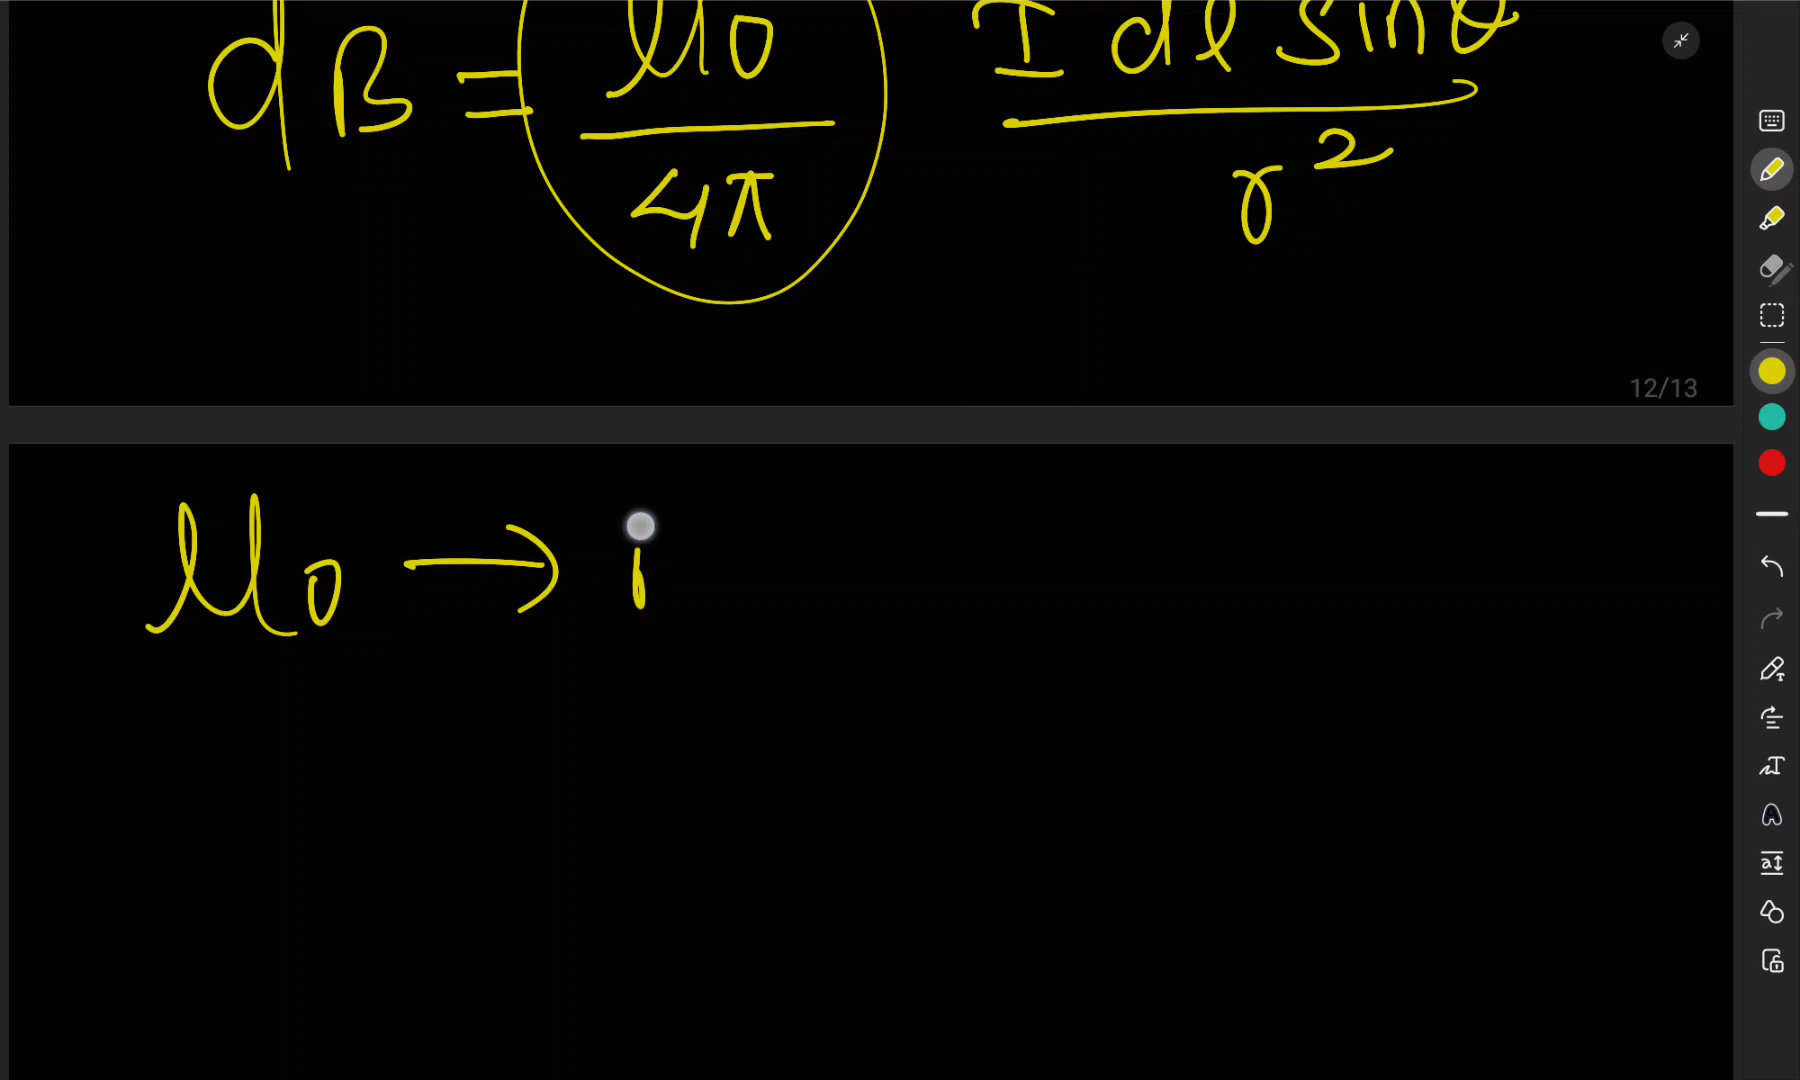 dB = μ0/4π I dl sinθ/r²
12/13
μ0 → i